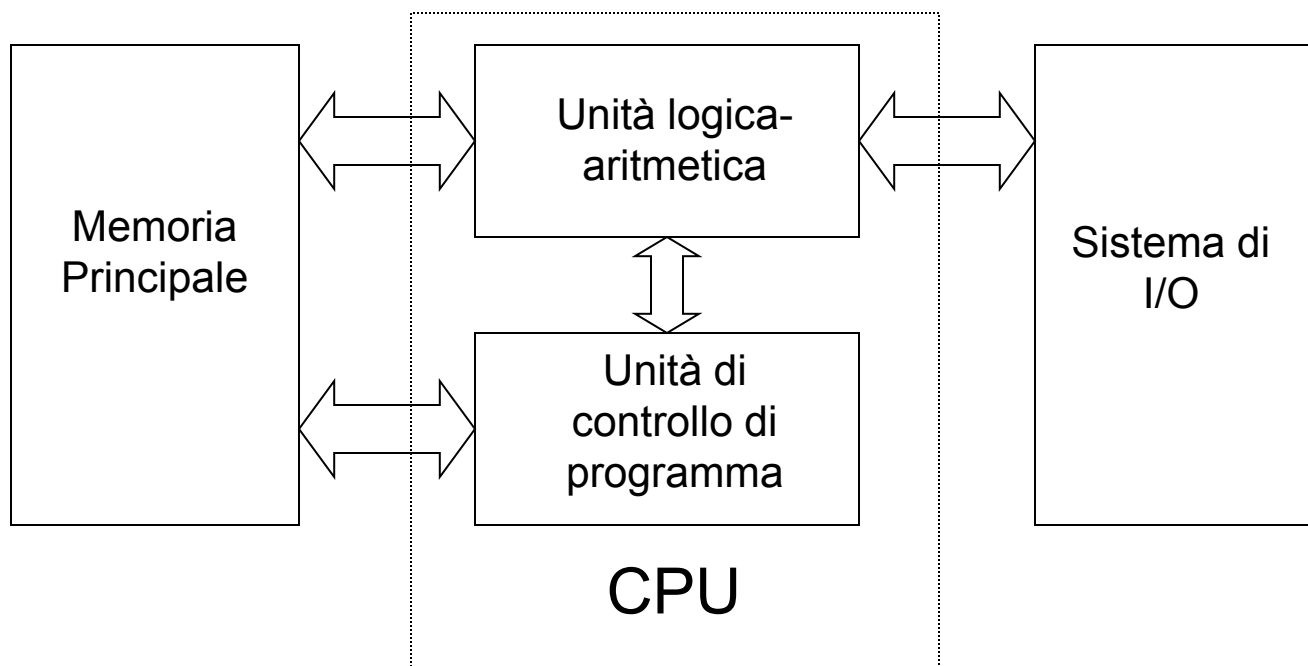 Memoria
Principale
Unità logica-
aritmetica
Unità di
controllo di
programma
CPU
Sistema di
I/O